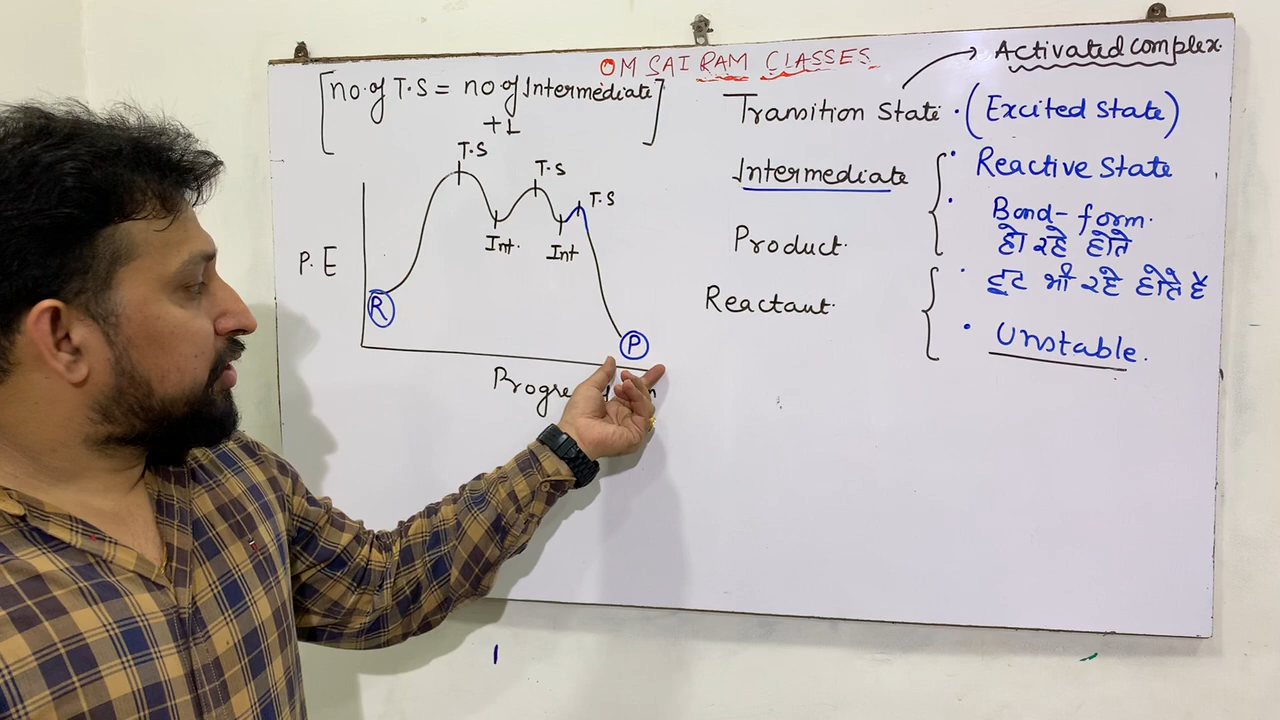 OM SAI RAM CLASSES
[no. of T.S = no of Intermediate]
+1
T.S
T.S
T.S
Int.
Int
P. E
R
P
Activated complex.
Transition State. (Excited State)
Intermediate
Product.
Reactant.
• Reactive State
• Bond-form.
हो रहे होते
• टूट भी रहे होते हैं
• Unstable.